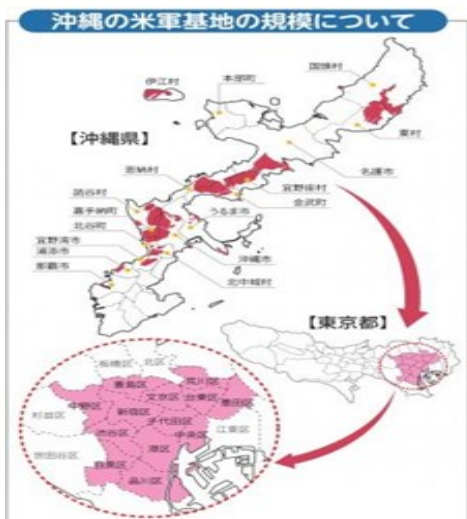 沖縄の米軍基地の規模について
国頭村
本部町
伊江村
東村
【沖縄県】
名護市
恩納村
宜野座村
読谷村
金武町
嘉手納町
うるま市
北谷町
宜野湾市
沖縄市
浦添市
北中城村
那覇市
【東京都】
板橋区
北区
豊島区
荒川区
文京区
台東区
中野区
墨田区
杉並区
新宿区
千代田区
渋谷区
中央区
江東区
世田谷区
港区
目黒区
品川区